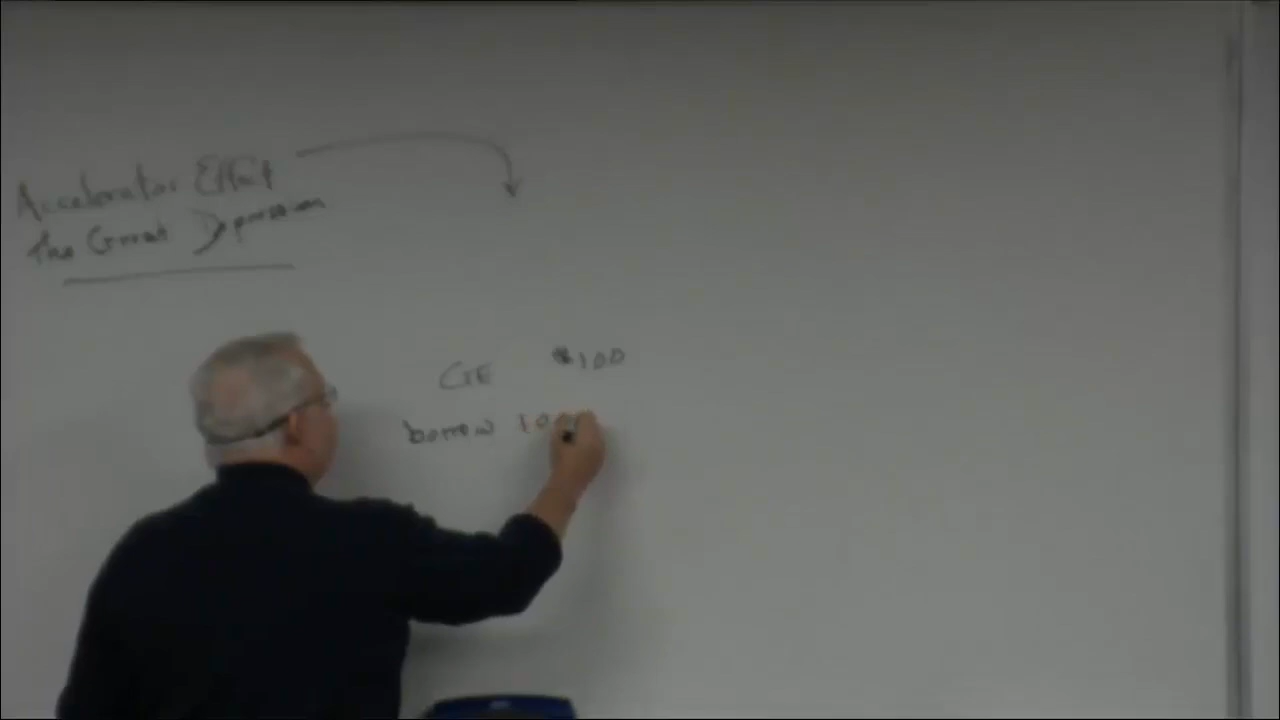 Accelerator Effect
The Great Depression
GE $100
borrow